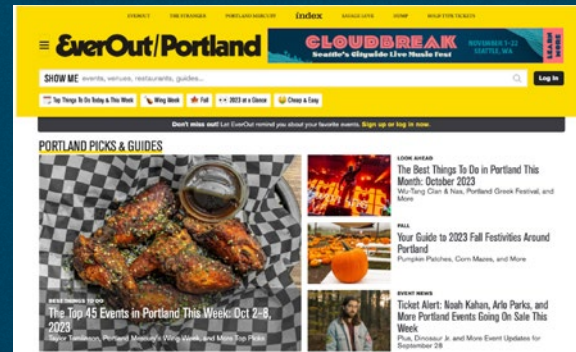 EVEROUT THE STRANGER PORTLAND MERCURY index SAVAGE LOVE HUMP BOLD TYPE TICKETS
EverOut/Portland
CLOUDBREAK
Seattle's Citywide Live Music Fest
NOVEMBER 1-22
SEATTLE, WA
LEARN MORE
SHOW ME events, venues, restaurants, guides...
Log In
Top Things To Do Today & This Week Wing Week Fall 2023 at a Glance Cheap & Easy
Don't miss out! Let EverOut remind you about your favorite events. Sign up or log in now.
PORTLAND PICKS & GUIDES
BEST THINGS TO DO
The Top 45 Events in Portland This Week: Oct 2-8,
2023
Taylor Tomlinson, Portland Mercury's Wing Week, and More Top Picks
LOOK AHEAD
The Best Things To Do in Portland This
Month: October 2023
Wu-Tang Clan & Nas, Portland Greek Festival, and
More
FALL
Your Guide to 2023 Fall Festivities Around
Portland
Pumpkin Patches, Corn Mazes, and More
EVENT NEWS
Ticket Alert: Noah Kahan, Arlo Parks, and
More Portland Events Going On Sale This
Week
Plus, Dinosaur Jr. and More Event Updates for
September 28